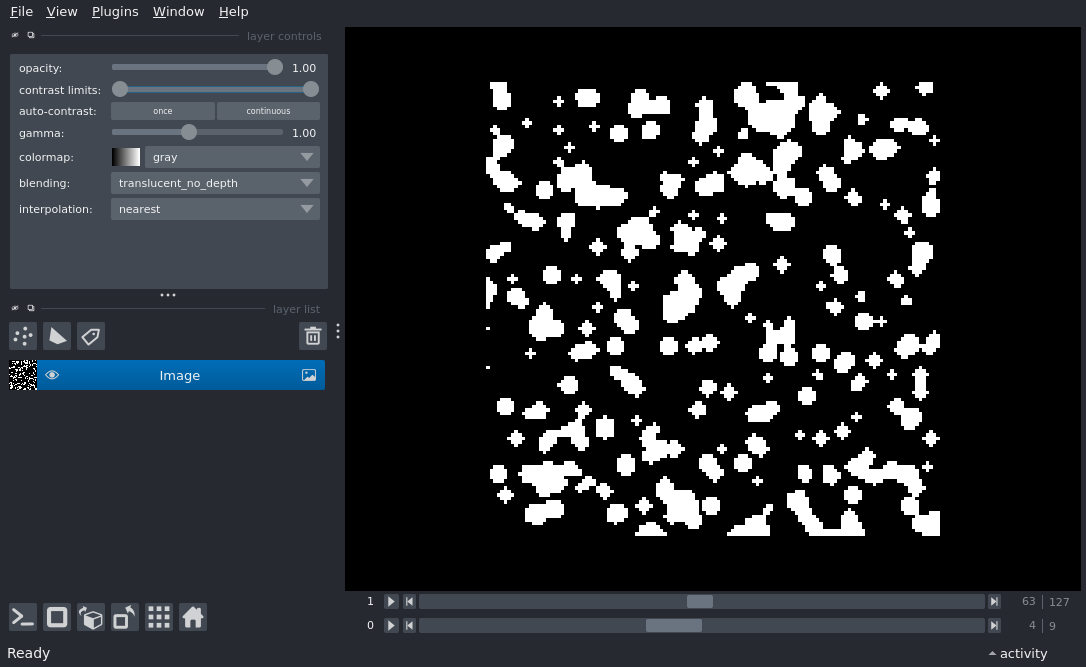 File View Plugins Window Help
layer controls
opacity: 1.00
contrast limits:
auto-contrast: once continuous
gamma: 1.00
colormap: gray
blending: translucent_no_depth
interpolation: nearest
layer list
Image
1 63 127
0 4 9
Ready activity